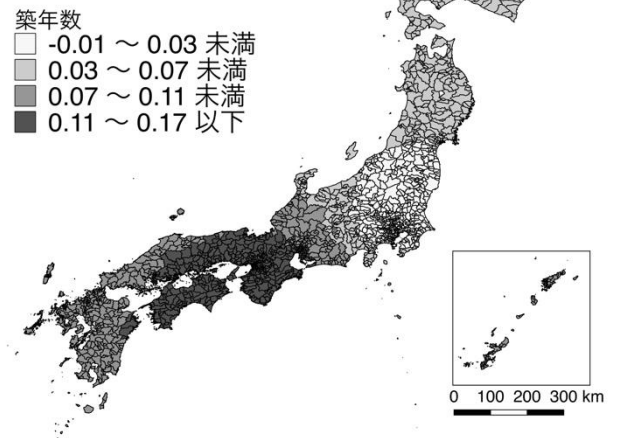 築年数
-0.01 ～ 0.03 未満
0.03 ～ 0.07 未満
0.07 ～ 0.11 未満
0.11 ～ 0.17 以下
0 100 200 300 km